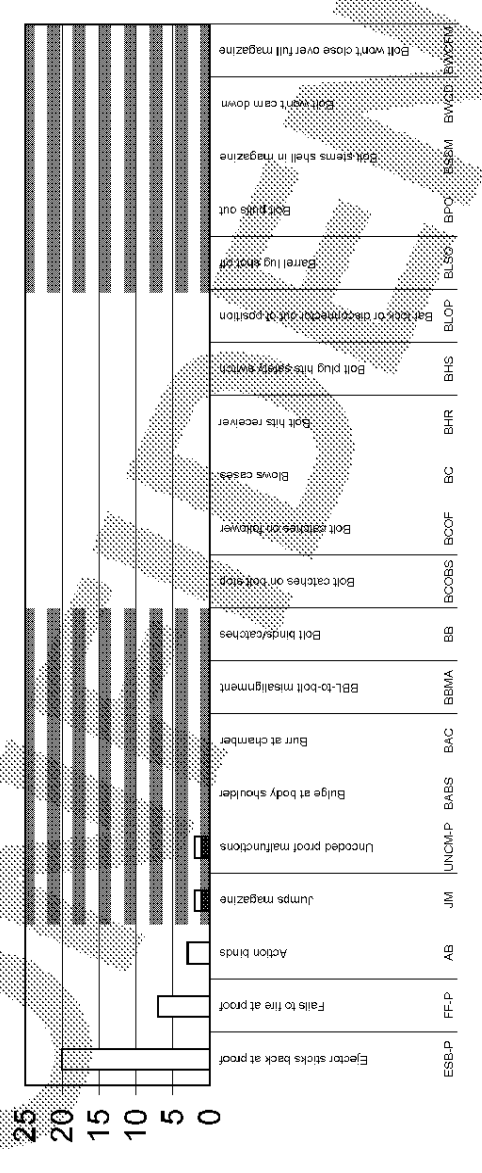 25
20
15
10
5
0
Ejector sticks back at proof ESB-P
Fails to fire at proof FF-P
Action binds AB
Jumps magazine JM
Uncoded proof malfunctions UNCM-P
Bulge at body shoulder BABS
Burr at chamber BAC
BBL-to-bolt misalignment BBMA
Bolt binds/catches BB
Bolt catches on bolt stop BCOBS
Bolt catches on follower BCOF
Blows cases BC
Bolt hits receiver BHR
Bolt plug hits safety switch BHS
Bar lock or disconnector out of position BLOP
Barrel lug shot off BLSO
Bolt pulls out BPO
Bolt stems shell in magazine BSSM
Bolt won't cam down BWCD
Bolt won't close over full magazine BWCFM